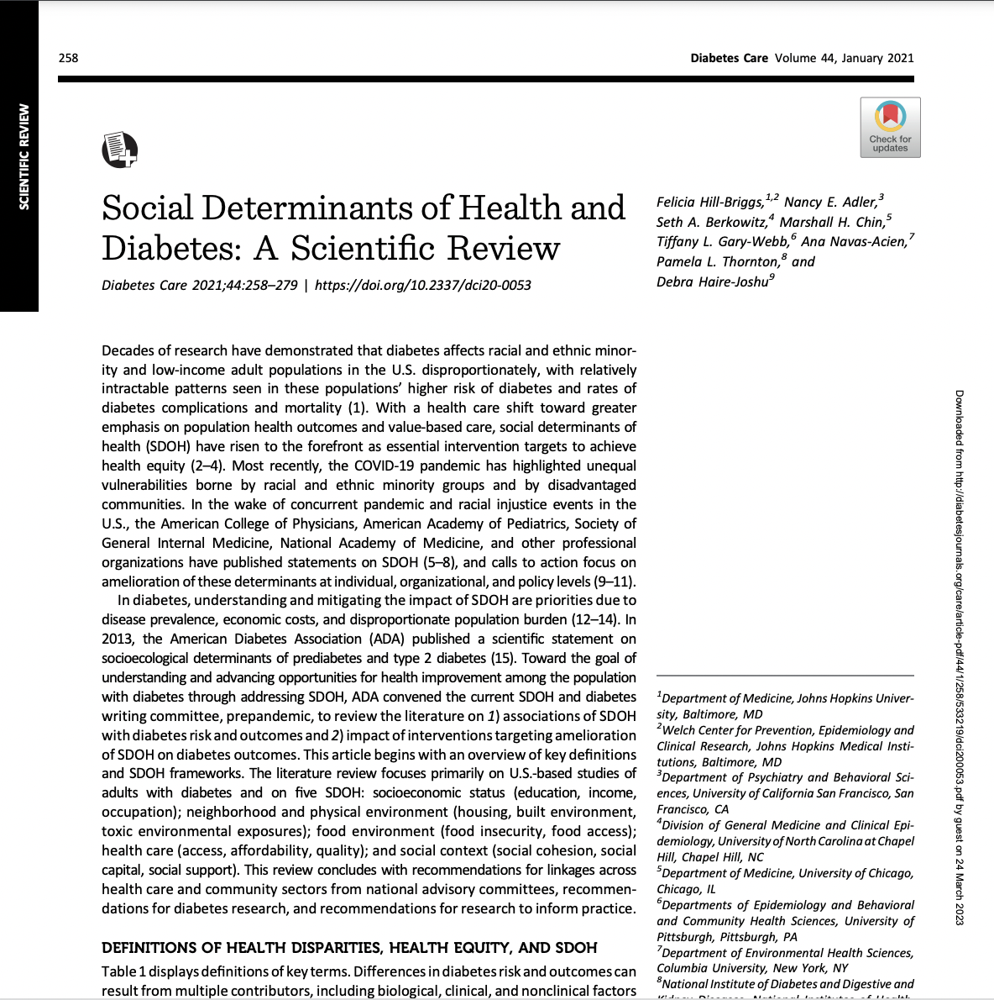 258
Diabetes Care Volume 44, January 2021
SCIENTIFIC REVIEW
Check for
updates
Social Determinants of Health and
Diabetes: A Scientific Review
Diabetes Care 2021;44:258–279 | https://doi.org/10.2337/dci20-0053
Felicia Hill-Briggs,1,2 Nancy E. Adler,3
Seth A. Berkowitz,4 Marshall H. Chin,5
Tiffany L. Gary-Webb,6 Ana Navas-Acien,7
Pamela L. Thornton,8 and
Debra Haire-Joshu9
Decades of research have demonstrated that diabetes affects racial and ethnic minor-
ity and low-income adult populations in the U.S. disproportionately, with relatively
intractable patterns seen in these populations’ higher risk of diabetes and rates of
diabetes complications and mortality (1). With a health care shift toward greater
emphasis on population health outcomes and value-based care, social determinants of
health (SDOH) have risen to the forefront as essential intervention targets to achieve
health equity (2–4). Most recently, the COVID-19 pandemic has highlighted unequal
vulnerabilities borne by racial and ethnic minority groups and by disadvantaged
communities. In the wake of concurrent pandemic and racial injustice events in the
U.S., the American College of Physicians, American Academy of Pediatrics, Society of
General Internal Medicine, National Academy of Medicine, and other professional
organizations have published statements on SDOH (5–8), and calls to action focus on
amelioration of these determinants at individual, organizational, and policy levels (9–11).
In diabetes, understanding and mitigating the impact of SDOH are priorities due to
disease prevalence, economic costs, and disproportionate population burden (12–14). In
2013, the American Diabetes Association (ADA) published a scientific statement on
socioecological determinants of prediabetes and type 2 diabetes (15). Toward the goal of
understanding and advancing opportunities for health improvement among the population
with diabetes through addressing SDOH, ADA convened the current SDOH and diabetes
writing committee, prepandemic, to review the literature on 1) associations of SDOH
with diabetes risk and outcomes and 2) impact of interventions targeting amelioration
of SDOH on diabetes outcomes. This article begins with an overview of key definitions
and SDOH frameworks. The literature review focuses primarily on U.S.-based studies of
adults with diabetes and on five SDOH: socioeconomic status (education, income,
occupation); neighborhood and physical environment (housing, built environment,
toxic environmental exposures); food environment (food insecurity, food access);
health care (access, affordability, quality); and social context (social cohesion, social
capital, social support). This review concludes with recommendations for linkages across
health care and community sectors from national advisory committees, recommen-
dations for diabetes research, and recommendations for research to inform practice.
DEFINITIONS OF HEALTH DISPARITIES, HEALTH EQUITY, AND SDOH
Table 1 displays definitions of key terms. Differences in diabetes risk and outcomes can
result from multiple contributors, including biological, clinical, and nonclinical factors
1Department of Medicine, Johns Hopkins Univer-
sity, Baltimore, MD
2Welch Center for Prevention, Epidemiology and
Clinical Research, Johns Hopkins Medical Insti-
tutions, Baltimore, MD
3Department of Psychiatry and Behavioral Sci-
ences, University of California San Francisco, San
Francisco, CA
4Division of General Medicine and Clinical Epi-
demiology, University of North Carolina at Chapel
Hill, Chapel Hill, NC
5Department of Medicine, University of Chicago,
Chicago, IL
6Departments of Epidemiology and Behavioral
and Community Health Sciences, University of
Pittsburgh, Pittsburgh, PA
7Department of Environmental Health Sciences,
Columbia University, New York, NY
8National Institute of Diabetes and Digestive and
Kidney Diseases, National Institutes of Health,
Downloaded from http://diabetesjournals.org/care/article-pdf/44/1/258/533219/dci200053.pdf by guest on 24 March 2023